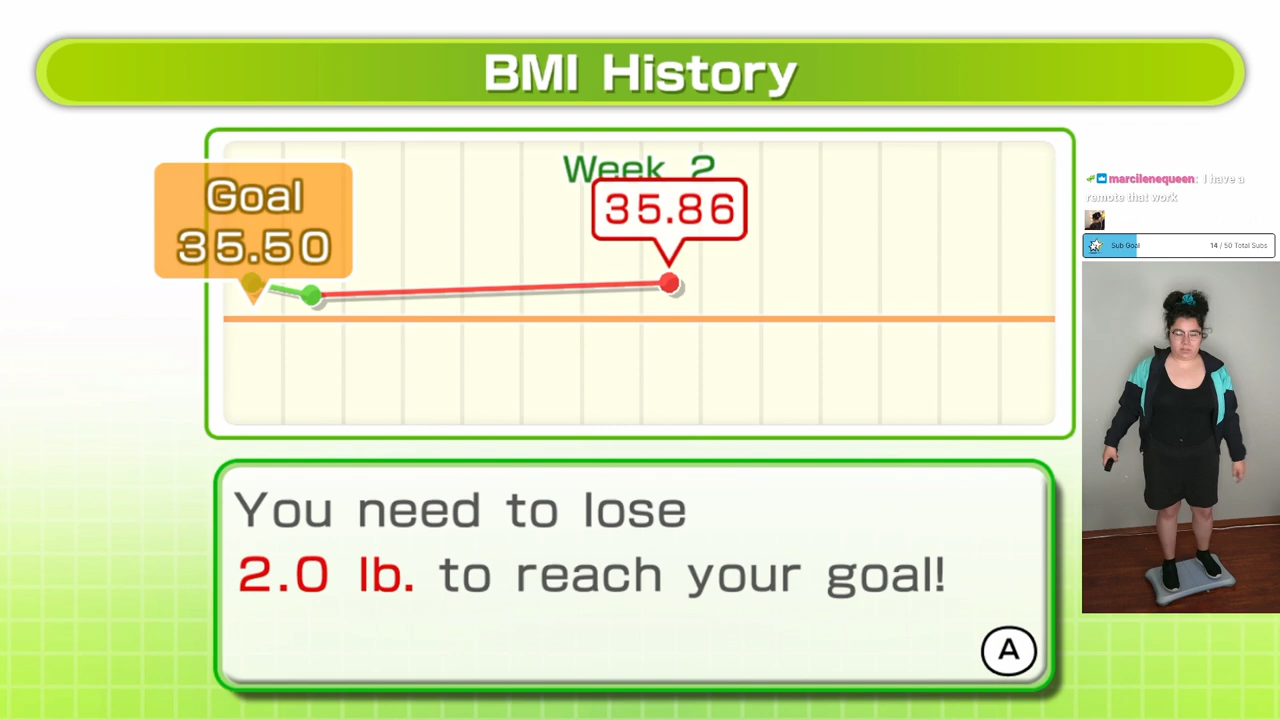 BMI History
Week 2
Goal
35.50
35.86
You need to lose
2.0 lb. to reach your goal!
A
marcilenequeen: I have a
remote that work
Sub Goal
14 / 50 Total Subs